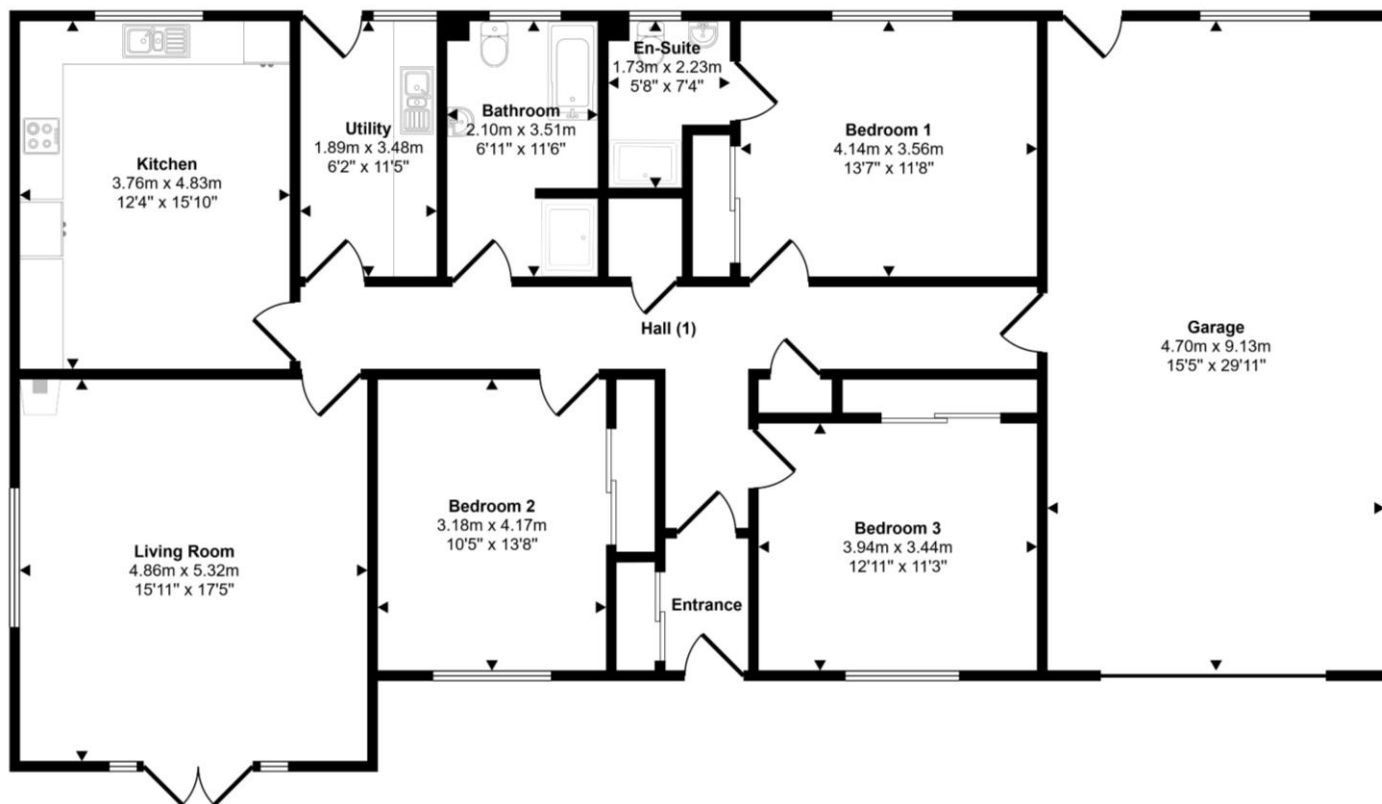 Kitchen
3.76m x 4.83m
12'4" x 15'10"
Utility
1.89m x 3.48m
6'2" x 11'5"
Bathroom
2.10m x 3.51m
6'11" x 11'6"
En-Suite
1.73m x 2.23m
5'8" x 7'4"
Bedroom 1
4.14m x 3.56m
13'7" x 11'8"
Hall (1)
Garage
4.70m x 9.13m
15'5" x 29'11"
Living Room
4.86m x 5.32m
15'11" x 17'5"
Bedroom 2
3.18m x 4.17m
10'5" x 13'8"
Entrance
Bedroom 3
3.94m x 3.44m
12'11" x 11'3"